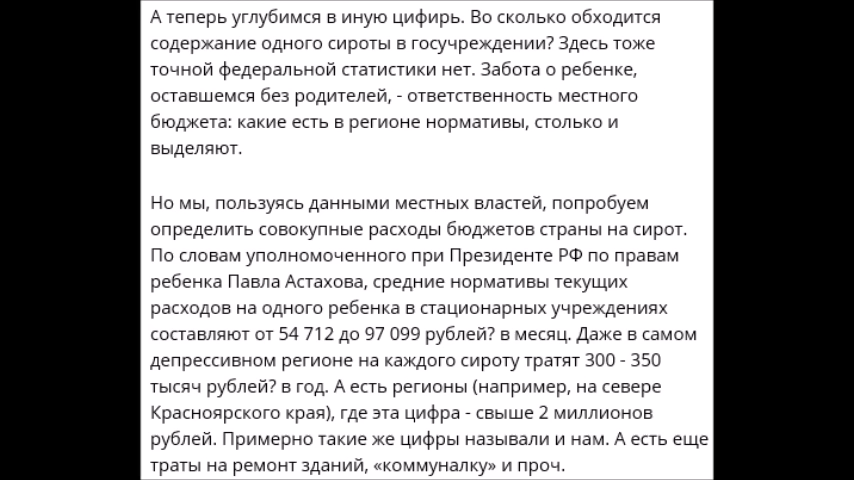 А теперь углубимся в иную цифирь. Во сколько обходится
содержание одного сироты в госучреждении? Здесь тоже
точной федеральной статистики нет. Забота о ребенке,
оставшемся без родителей, - ответственность местного
бюджета: какие есть в регионе нормативы, столько и
выделяют.
Но мы, пользуясь данными местных властей, попробуем
определить совокупные расходы бюджетов страны на сирот.
По словам уполномоченного при Президенте РФ по правам
ребенка Павла Астахова, средние нормативы текущих
расходов на одного ребенка в стационарных учреждениях
составляют от 54 712 до 97 099 рублей? в месяц. Даже в самом
депрессивном регионе на каждого сироту тратят 300 - 350
тысяч рублей? в год. А есть регионы (например, на севере
Красноярского края), где эта цифра - свыше 2 миллионов
рублей. Примерно такие же цифры называли и нам. А есть еще
траты на ремонт зданий, «коммуналку» и проч.